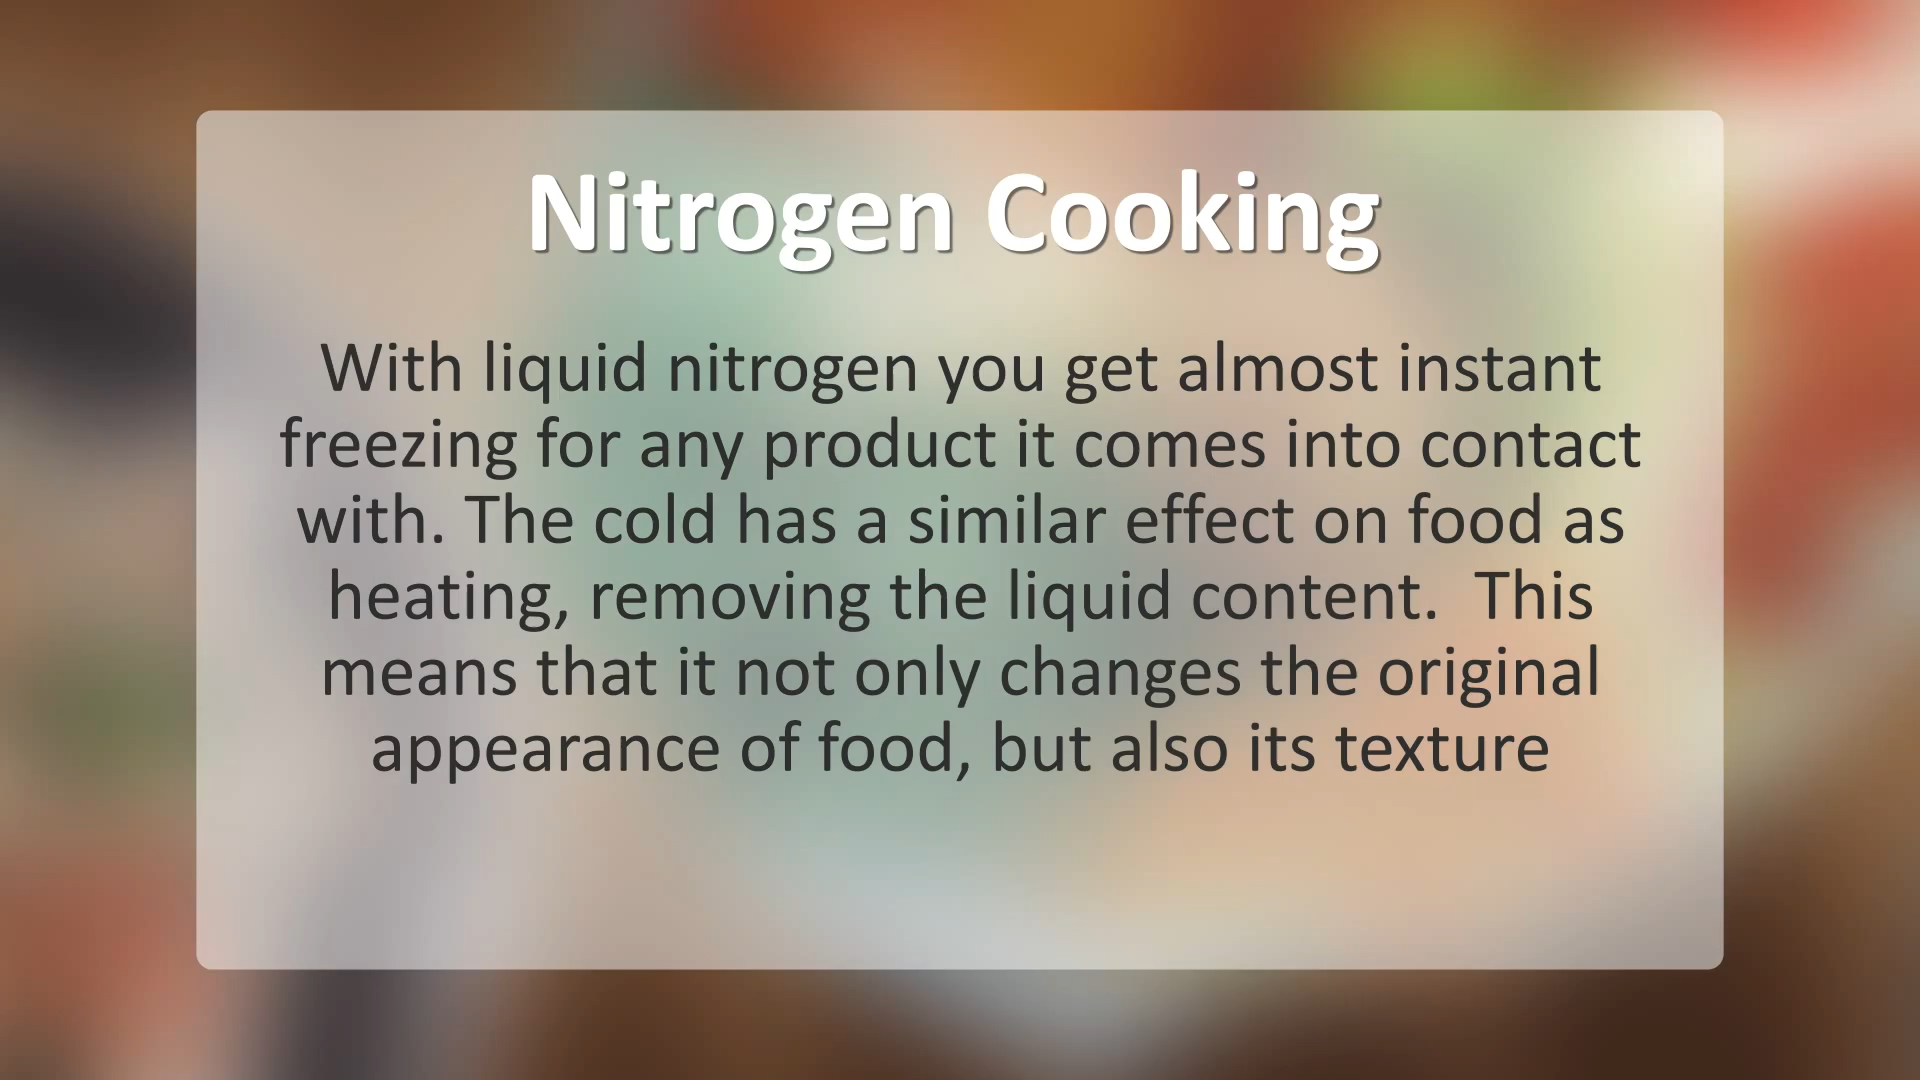 Nitrogen Cooking
With liquid nitrogen you get almost instant
freezing for any product it comes into contact
with. The cold has a similar effect on food as
heating, removing the liquid content.  This
means that it not only changes the original
appearance of food, but also its texture